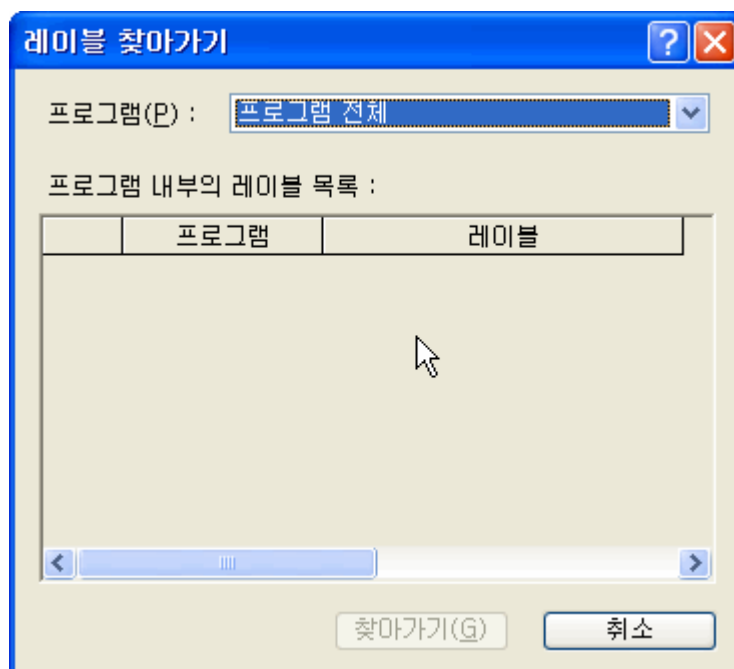 레이블 찾아가기
프로그램(P) : 프로그램 전체
프로그램 내부의 레이블 목록 :
프로그램 레이블
찾아가기(G) 취소